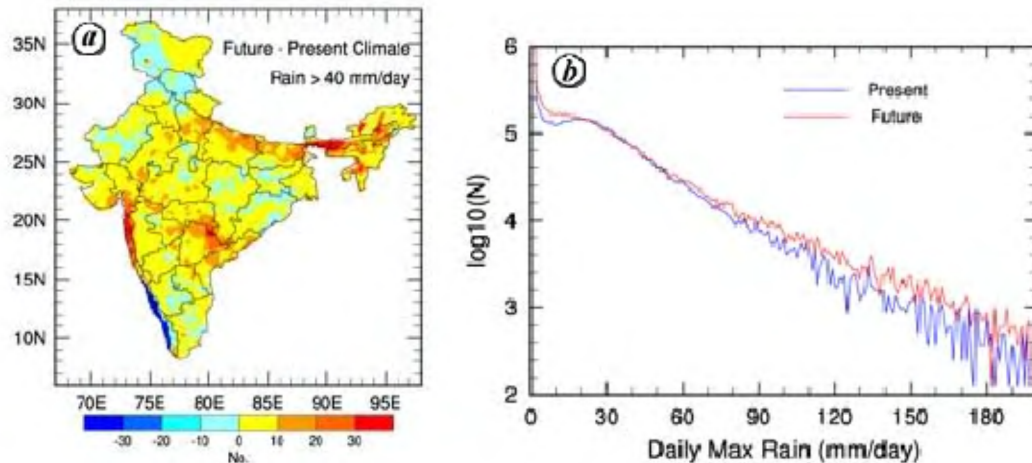 a
Future - Present Climate
Rain > 40 mm/day
35N
30N
25N
20N
15N
10N
70E 75E 80E 85E 90E 95E
-30 -20 -10 0 10 20 30
No.
b
Present
Future
6
5
4
3
2
log10(N)
0 30 60 90 120 150 180
Daily Max Rain (mm/day)